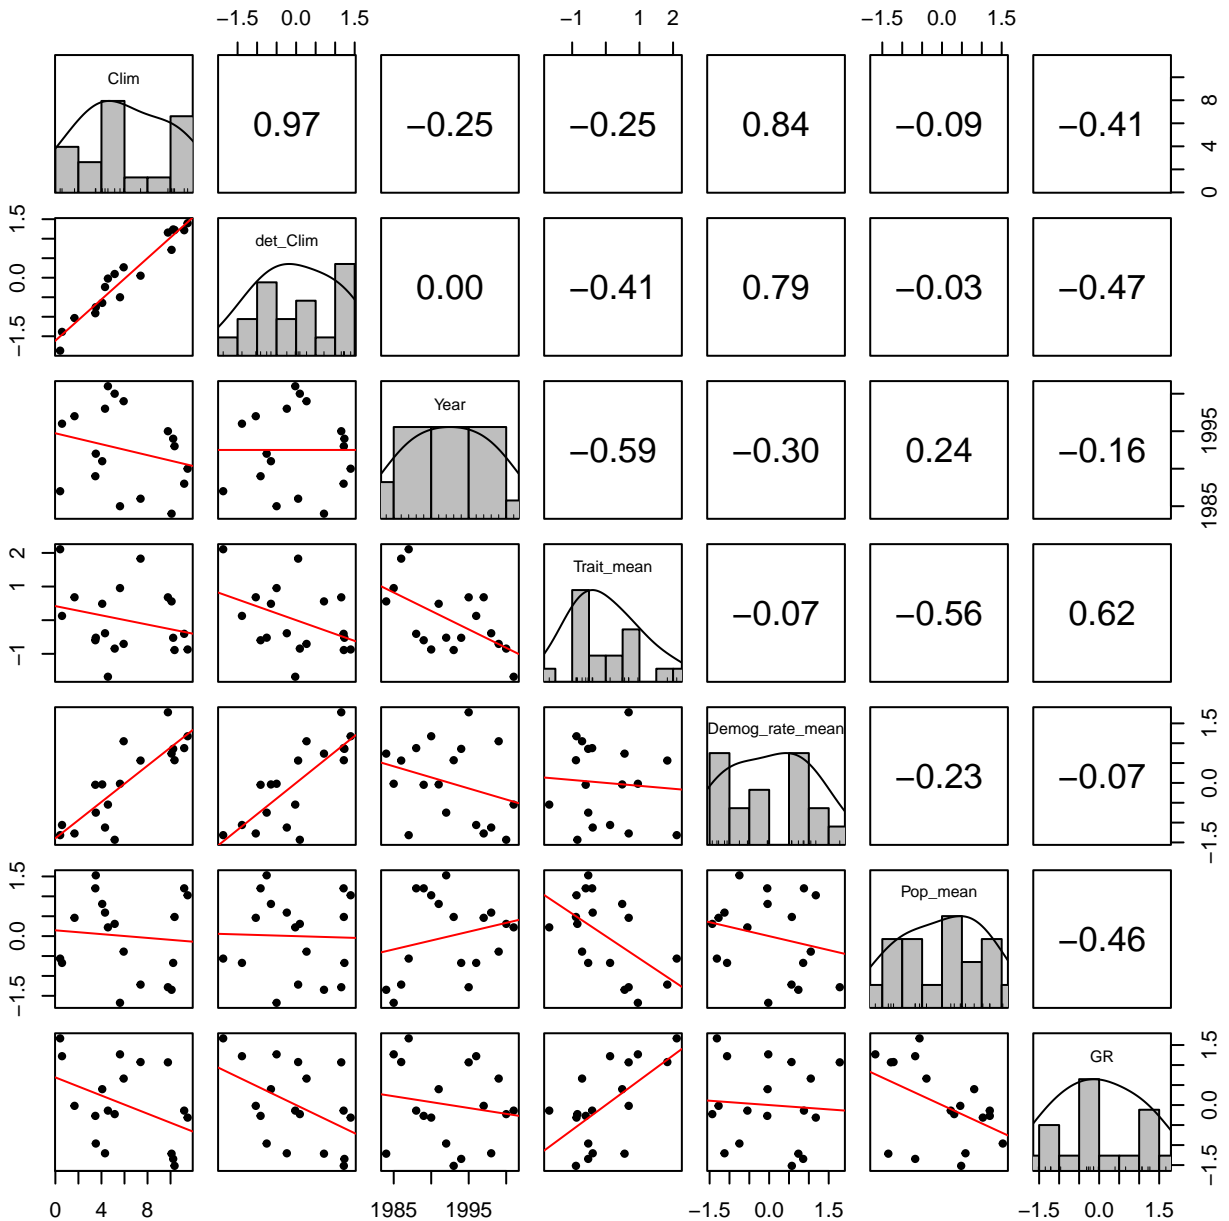 −1.5 0.0 1.5 −1 1 2 −1.5 0.0 1.5
Clim 0.97 −0.25 −0.25 0.84 −0.09 −0.41 0 4 8
−1.5 0.0 1.5 det_Clim 0.00 −0.41 0.79 −0.03 −0.47
Year −0.59 −0.30 0.24 −0.16 1985 1995
−1 1 2 Trait_mean −0.07 −0.56 0.62
Demog_rate_mean −0.23 −0.07 −1.5 0.0 1.5
−1.5 0.0 1.5 Pop_mean −0.46
GR −1.5 0.0 1.5
0 4 8 1985 1995 −1.5 0.0 1.5 −1.5 0.0 1.5